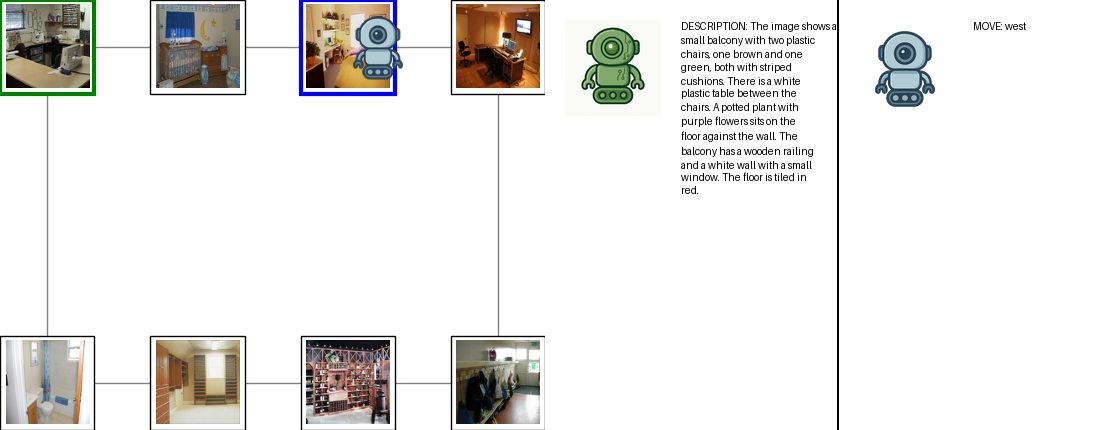 DESCRIPTION: The image shows a
small balcony with two plastic
chairs, one brown and one
green, both with striped
cushions. There is a white
plastic table between the
chairs. A potted plant with
purple flowers sits on the
floor against the wall. The
balcony has a wooden railing
and a white wall with a small
window. The floor is tiled in
red.
MOVE: west